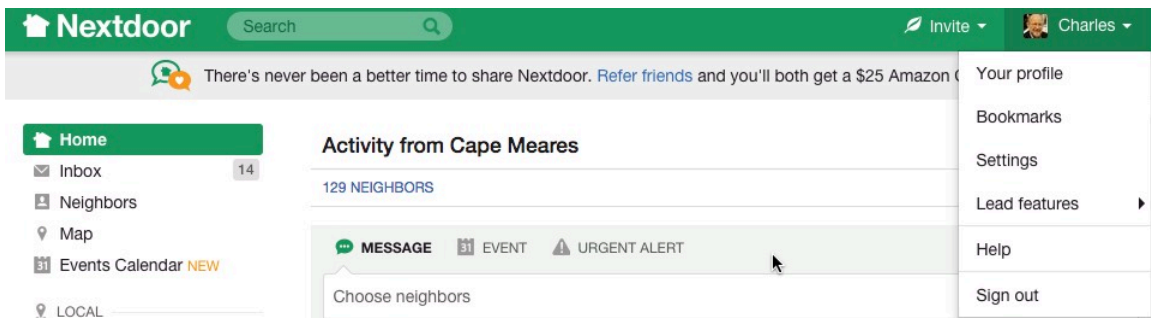 Nextdoor
Search
Invite
Charles
There's never been a better time to share Nextdoor. Refer friends and you'll both get a $25 Amazon
Your profile
Bookmarks
Settings
Lead features
Help
Sign out
Home
Inbox 14
Neighbors
Map
31 Events Calendar NEW
LOCAL
Activity from Cape Meares
129 NEIGHBORS
MESSAGE 31 EVENT URGENT ALERT
Choose neighbors